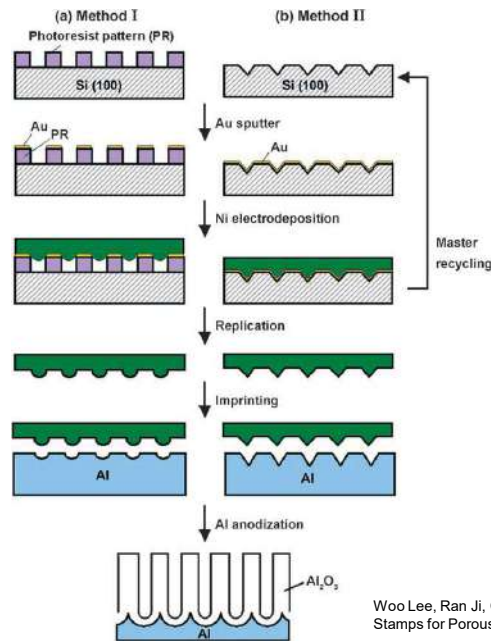 (a) Method I
(b) Method II
Photoresist pattern (PR)
Si (100)
Si (100)
Au sputter
Au
PR
Au
Ni electrodeposition
Master
recycling
Replication
Imprinting
Al
Al
Al anodization
Al₂O₃
Al
Woo Lee, Ran Ji,
Stamps for Porous